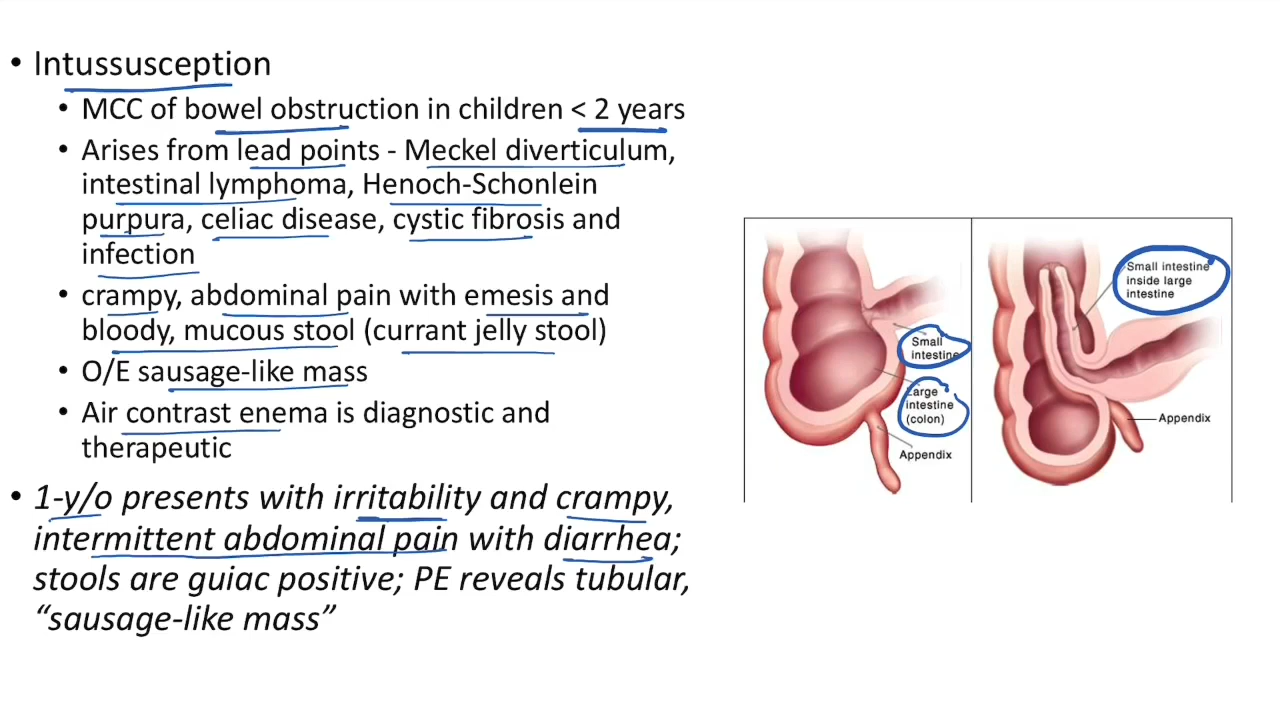 • Intussusception
• MCC of bowel obstruction in children < 2 years
• Arises from lead points - Meckel diverticulum,
intestinal lymphoma, Henoch-Schonlein
purpura, celiac disease, cystic fibrosis and
infection
• crampy, abdominal pain with emesis and
bloody, mucous stool (currant jelly stool)
• O/E sausage-like mass
• Air contrast enema is diagnostic and
therapeutic
• 1-y/o presents with irritability and crampy,
intermittent abdominal pain with diarrhea;
stools are guiac positive; PE reveals tubular,
“sausage-like mass”
Small
intestine
Large
intestine
(colon)
Appendix
Small intestine
inside large
intestine
Appendix